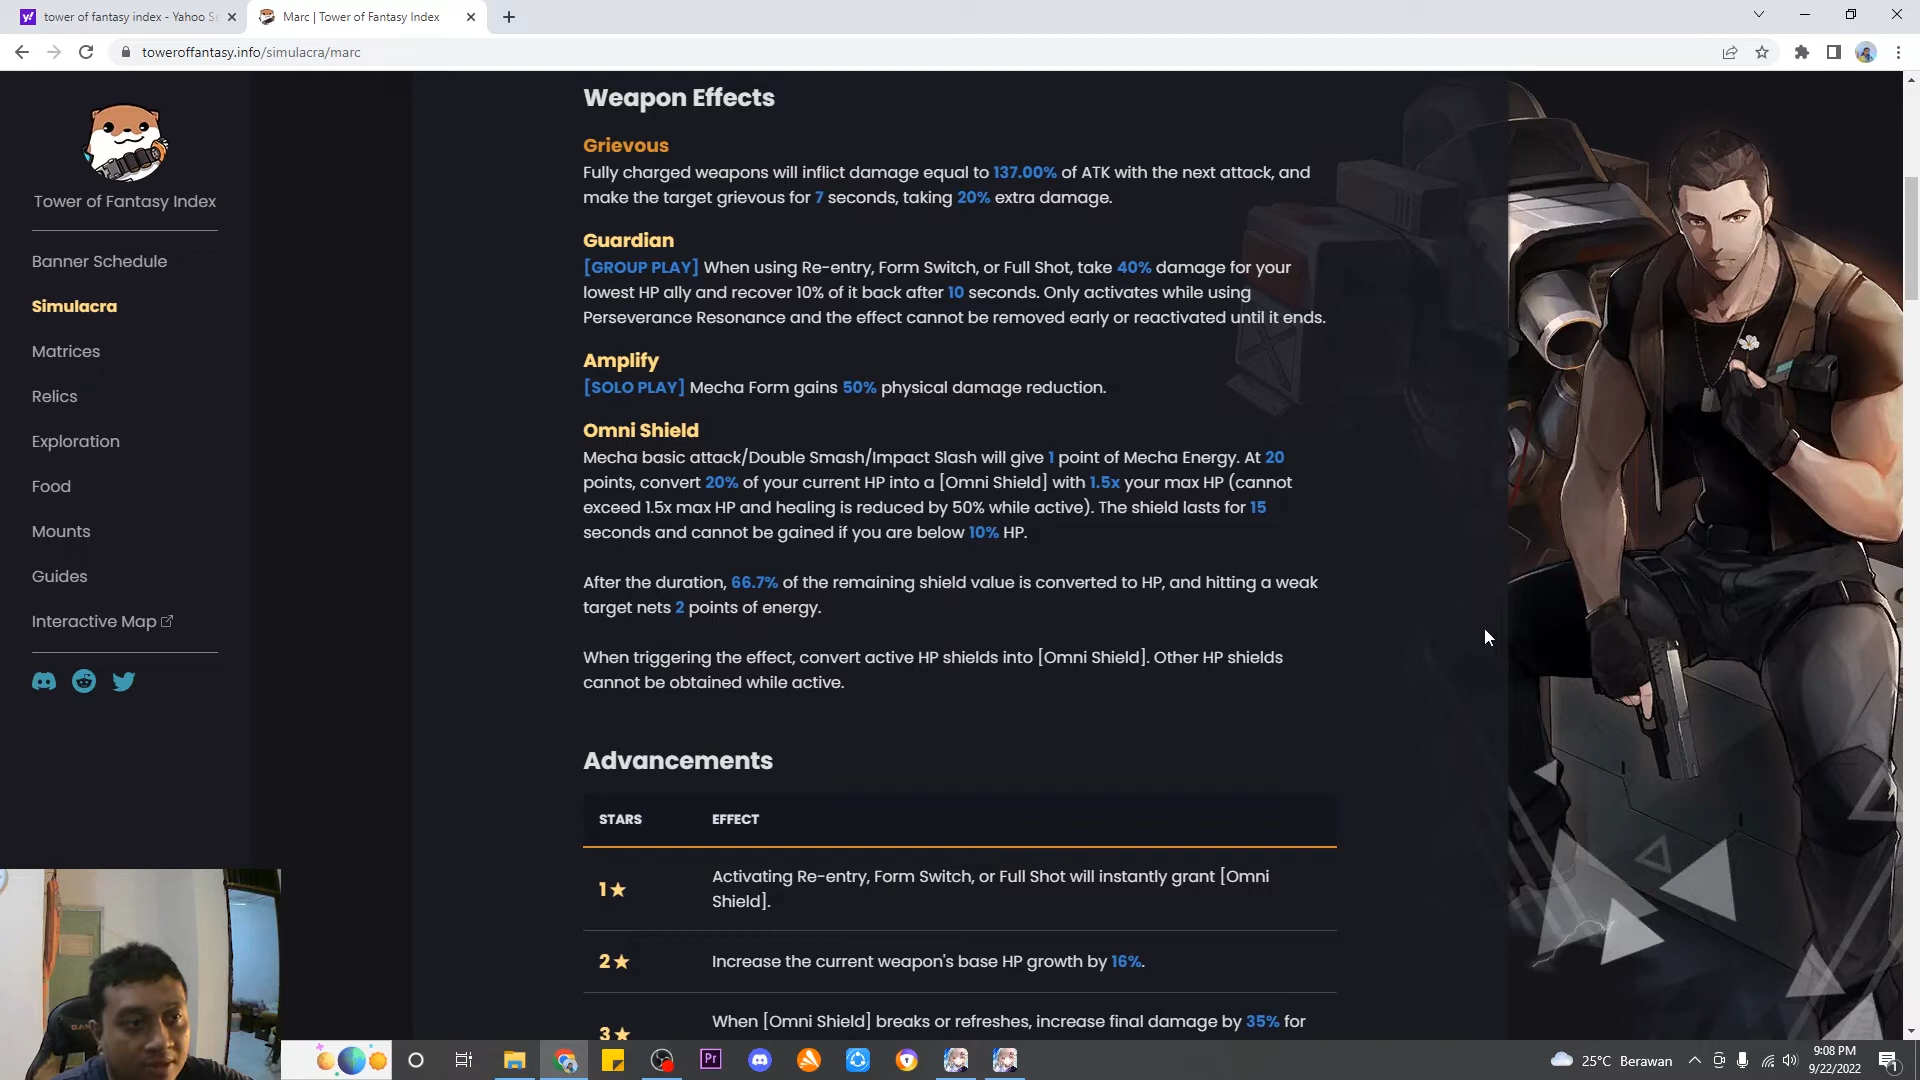 tower of fantasy index - Yahoo Se
Marc | Tower of Fantasy Index
toweroffantasy.info/simulacra/marc
Tower of Fantasy Index
Banner Schedule
Simulacra
Matrices
Relics
Exploration
Food
Mounts
Guides
Interactive Map
Weapon Effects
Grievous
Fully charged weapons will inflict damage equal to 137.00% of ATK with the next attack, and
make the target grievous for 7 seconds, taking 20% extra damage.
Guardian
[GROUP PLAY] When using Re-entry, Form Switch, or Full Shot, take 40% damage for your
lowest HP ally and recover 10% of it back after 10 seconds. Only activates while using
Perseverance Resonance and the effect cannot be removed early or reactivated until it ends.
Amplify
[SOLO PLAY] Mecha Form gains 50% physical damage reduction.
Omni Shield
Mecha basic attack/Double Smash/Impact Slash will give 1 point of Mecha Energy. At 20
points, convert 20% of your current HP into a [Omni Shield] with 1.5x your max HP (cannot
exceed 1.5x max HP and healing is reduced by 50% while active). The shield lasts for 15
seconds and cannot be gained if you are below 10% HP.
After the duration, 66.7% of the remaining shield value is converted to HP, and hitting a weak
target nets 2 points of energy.
When triggering the effect, convert active HP shields into [Omni Shield]. Other HP shields
cannot be obtained while active.
Advancements
STARS EFFECT
1★ Activating Re-entry, Form Switch, or Full Shot will instantly grant [Omni
Shield].
2★ Increase the current weapon's base HP growth by 16%.
3★ When [Omni Shield] breaks or refreshes, increase final damage by 35% for
Pr
25°C Berawan
9:08 PM
9/22/2022
1